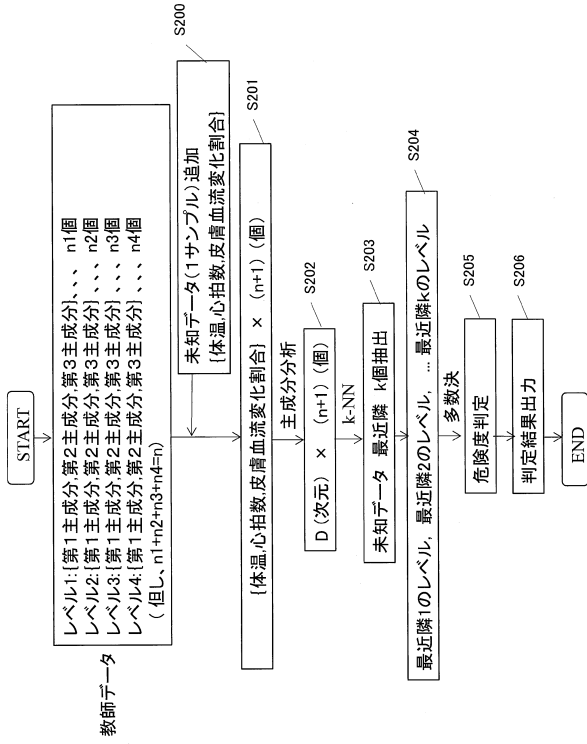 START
教師データ
レベル1:{第1主成分,第2主成分,第3主成分}、、、 n1個
レベル2:{第1主成分,第2主成分,第3主成分}、、、 n2個
レベル3:{第1主成分,第2主成分,第3主成分}、、、 n3個
レベル4:{第1主成分,第2主成分,第3主成分}、、、 n4個
(但し、n1+n2+n3+n4=n)
S200
未知データ(1サンプル)追加
{体温,心拍数,皮膚血流変化割合}
S201
{体温,心拍数,皮膚血流変化割合} × (n+1)(個)
主成分分析
S202
D(次元) × (n+1)(個)
k-NN
S203
未知データ 最近隣 k個抽出
S204
最近隣1のレベル, 最近隣2のレベル, … 最近隣kのレベル
多数決
S205
危険度判定
S206
判定結果出力
END